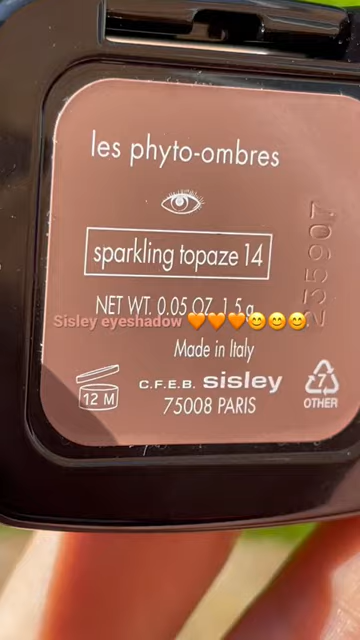 les phyto-ombres
sparkling topaze 14
NET WT. 0.05 OZ. 1.5 g
Sisley eyeshadow 🧡🧡🧡😊😊😊
Made in Italy
12 M
C.F.E.B. sisley
75008 PARIS
7
OTHER
235907